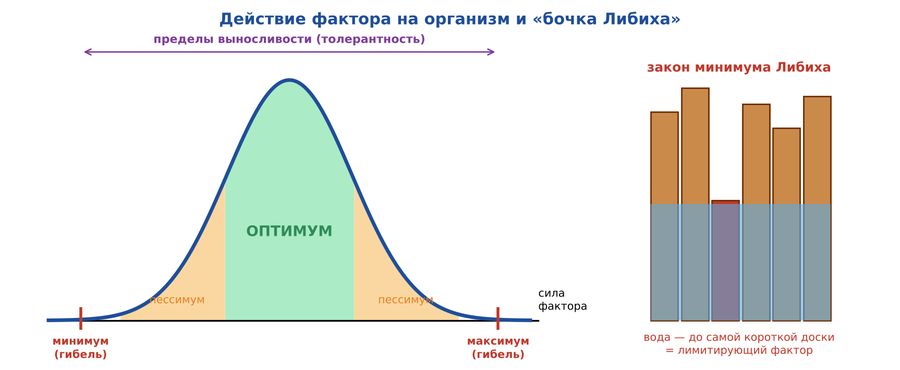 Действие фактора на организм и «бочка Либиха»
пределы выносливости (толерантность)
закон минимума Либиха
ОПТИМУМ
пессимум
пессимум
сила
фактора
минимум
(гибель)
максимум
(гибель)
вода — до самой короткой доски
= лимитирующий фактор